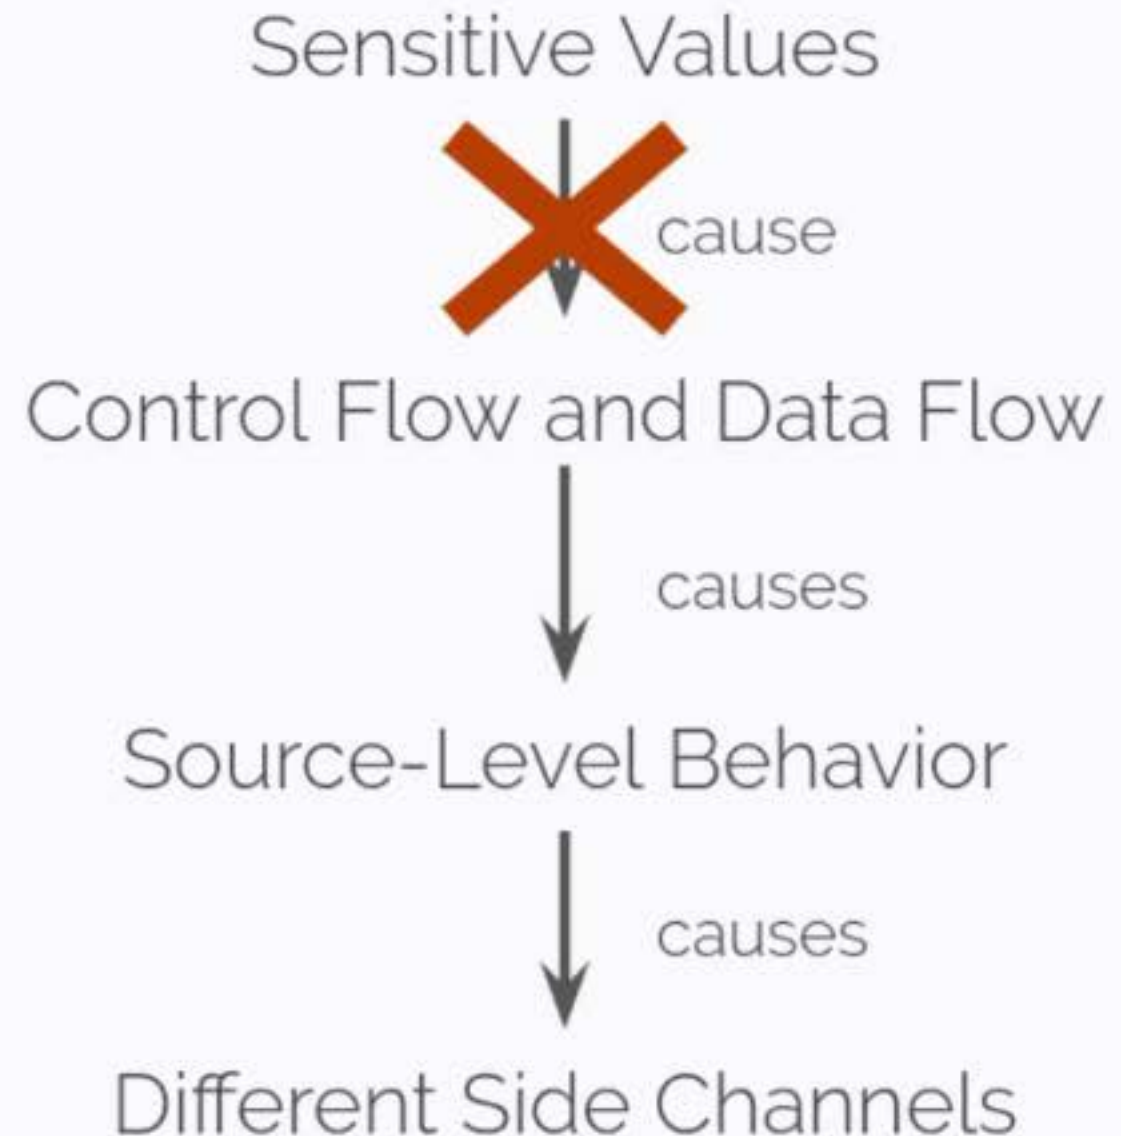 Sensitive Values
cause
Control Flow and Data Flow
causes
Source-Level Behavior
causes
Different Side Channels